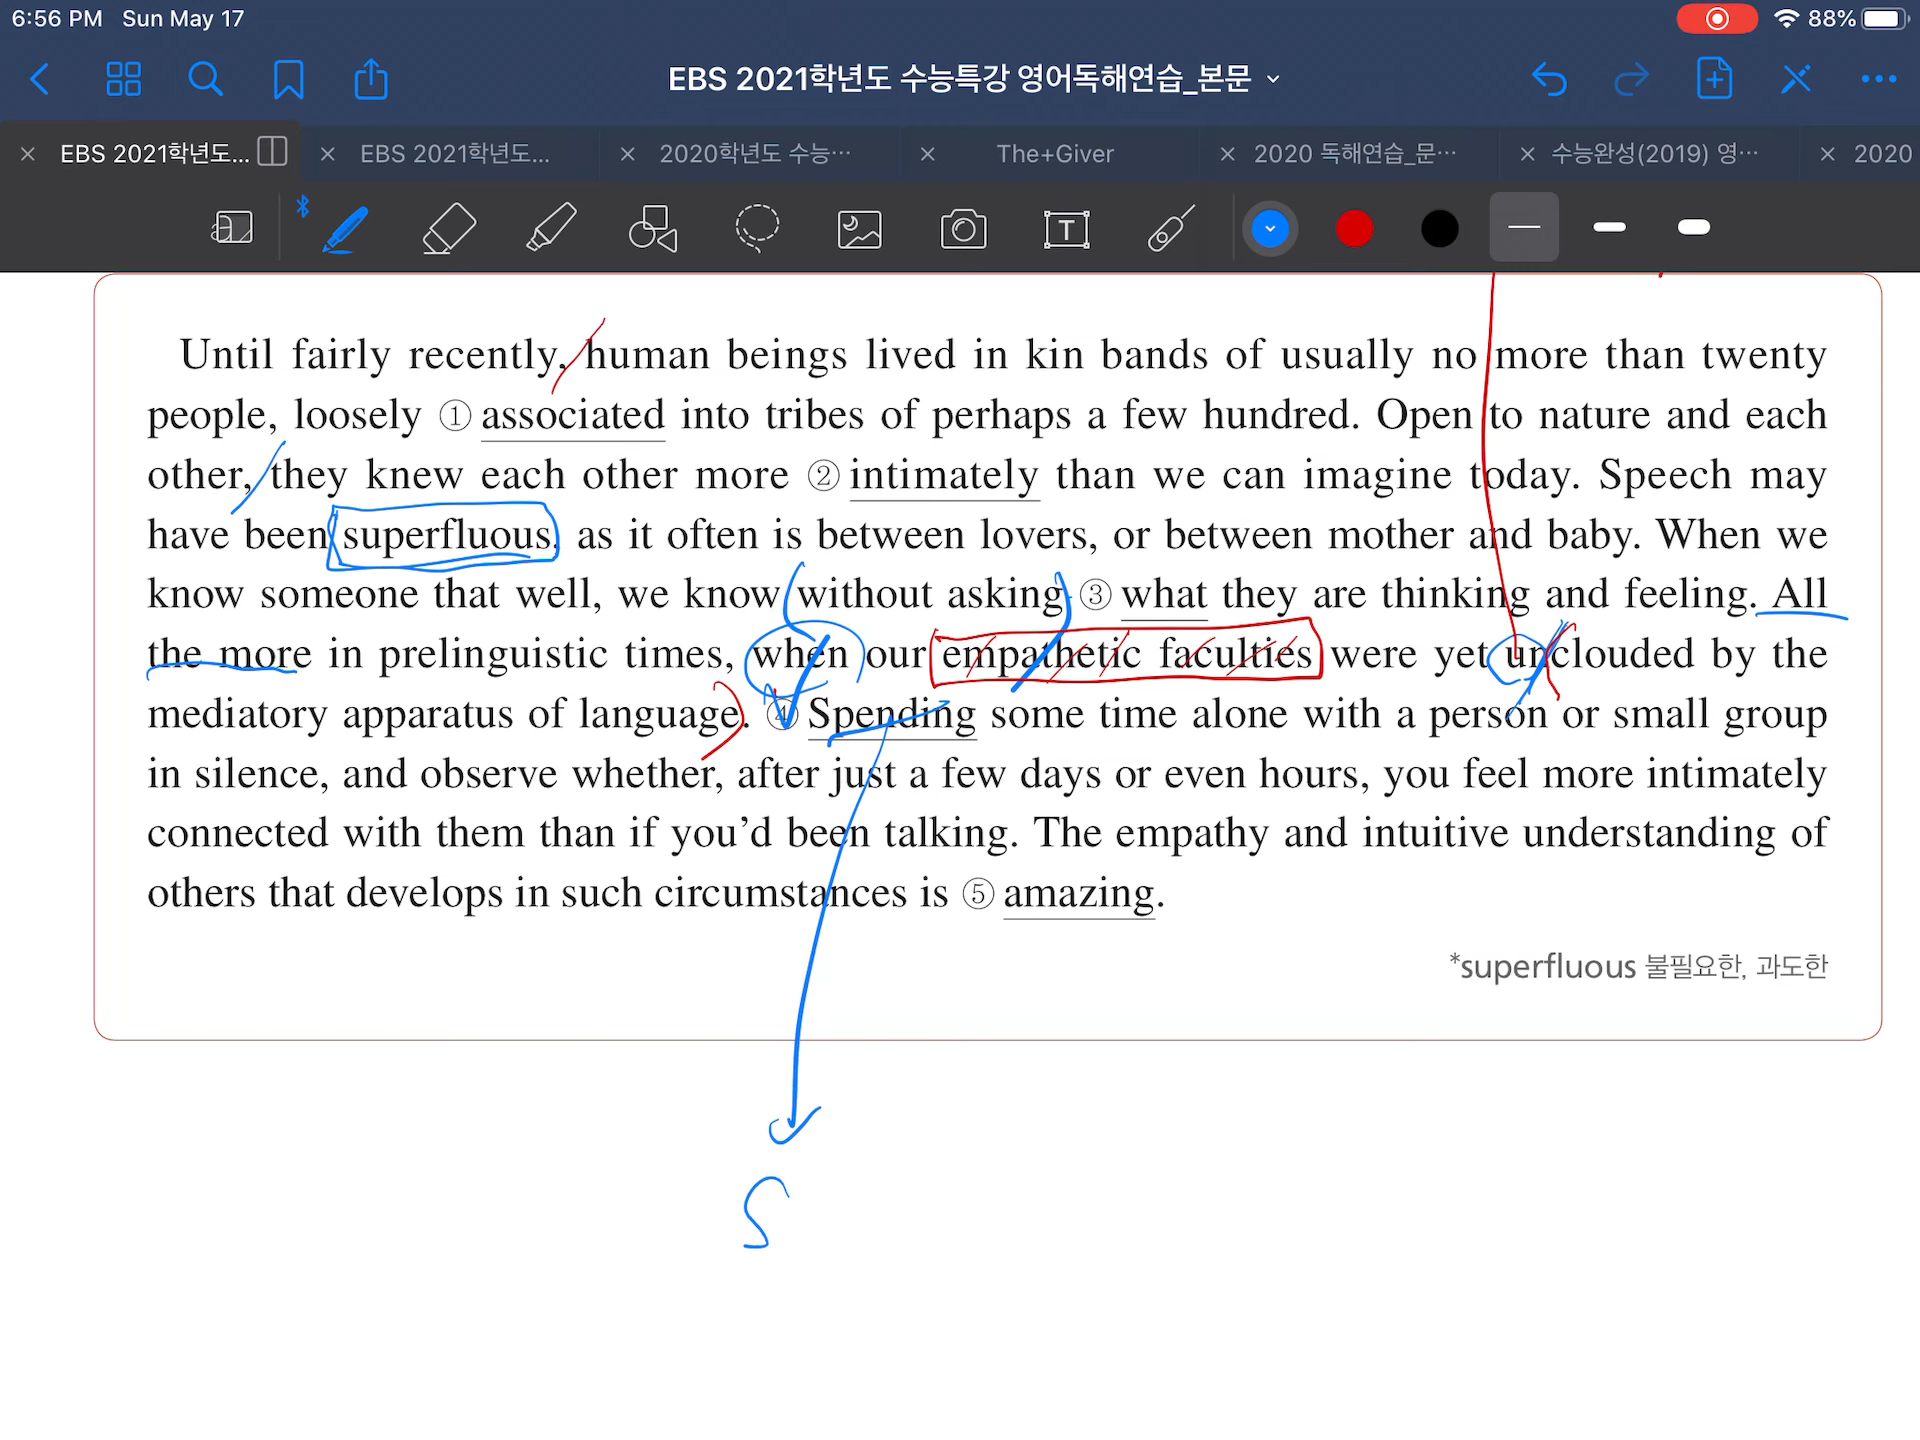 6:56 PM Sun May 17
88%
EBS 2021학년도 수능특강 영어독해연습_본문
EBS 2021학년도...
EBS 2021학년도...
2020학년도 수능...
The+Giver
2020 독해연습_문...
수능완성(2019) 영...
2020
Until fairly recently, human beings lived in kin bands of usually no more than twenty
people, loosely ① associated into tribes of perhaps a few hundred. Open to nature and each
other, they knew each other more ② intimately than we can imagine today. Speech may
have been superfluous, as it often is between lovers, or between mother and baby. When we
know someone that well, we know without asking ③ what they are thinking and feeling. All
the more in prelinguistic times, when our empathetic faculties were yet unclouded by the
mediatory apparatus of language. ④ Spending some time alone with a person or small group
in silence, and observe whether, after just a few days or even hours, you feel more intimately
connected with them than if you'd been talking. The empathy and intuitive understanding of
others that develops in such circumstances is ⑤ amazing.
*superfluous 불필요한, 과도한
S